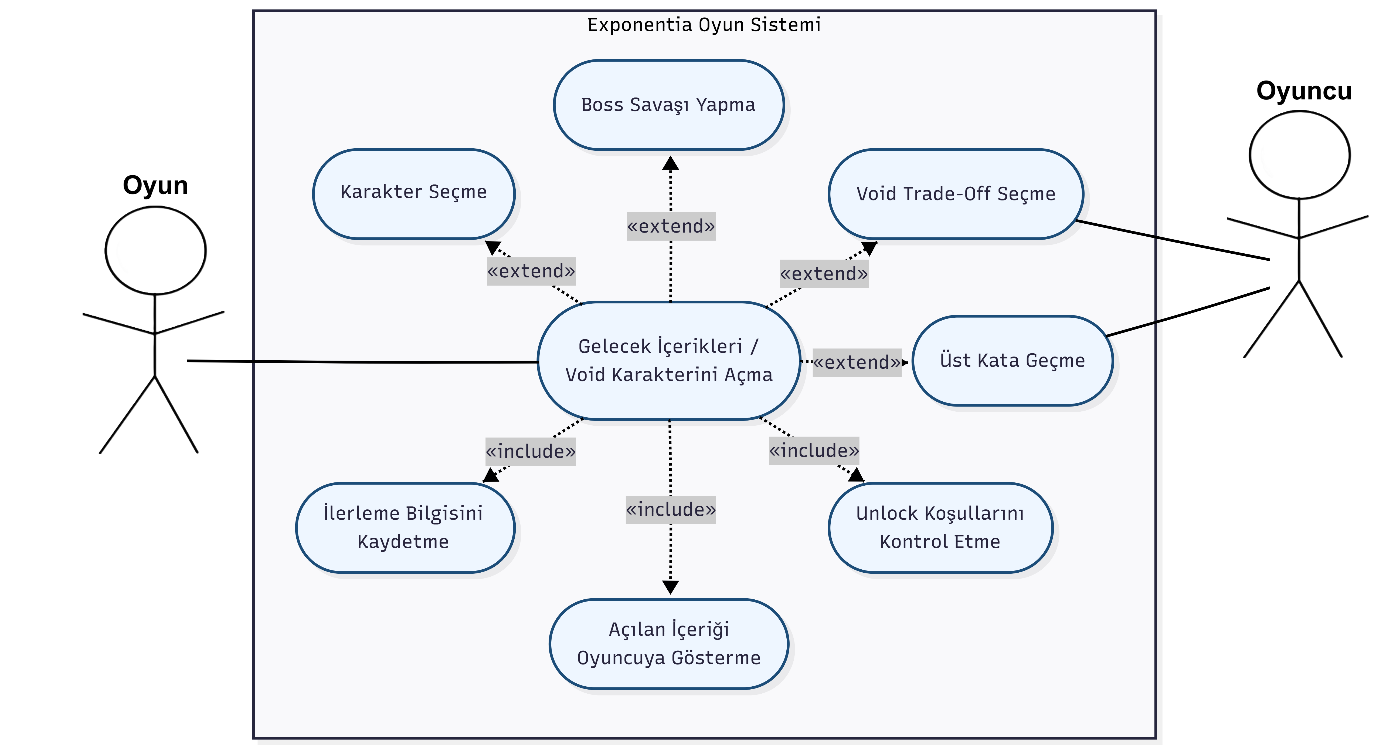 Exponentia Oyun Sistemi
Boss Savaşı Yapma
Oyuncu
Oyun
Karakter Seçme
Void Trade-Off Seçme
«extend»
«extend»
«extend»
Gelecek İçerikleri /
Void Karakterini Açma
«extend»
Üst Kata Geçme
«include»
«include»
«include»
İlerleme Bilgisini
Kaydetme
Unlock Koşullarını
Kontrol Etme
Açılan İçeriği
Oyuncuya Gösterme